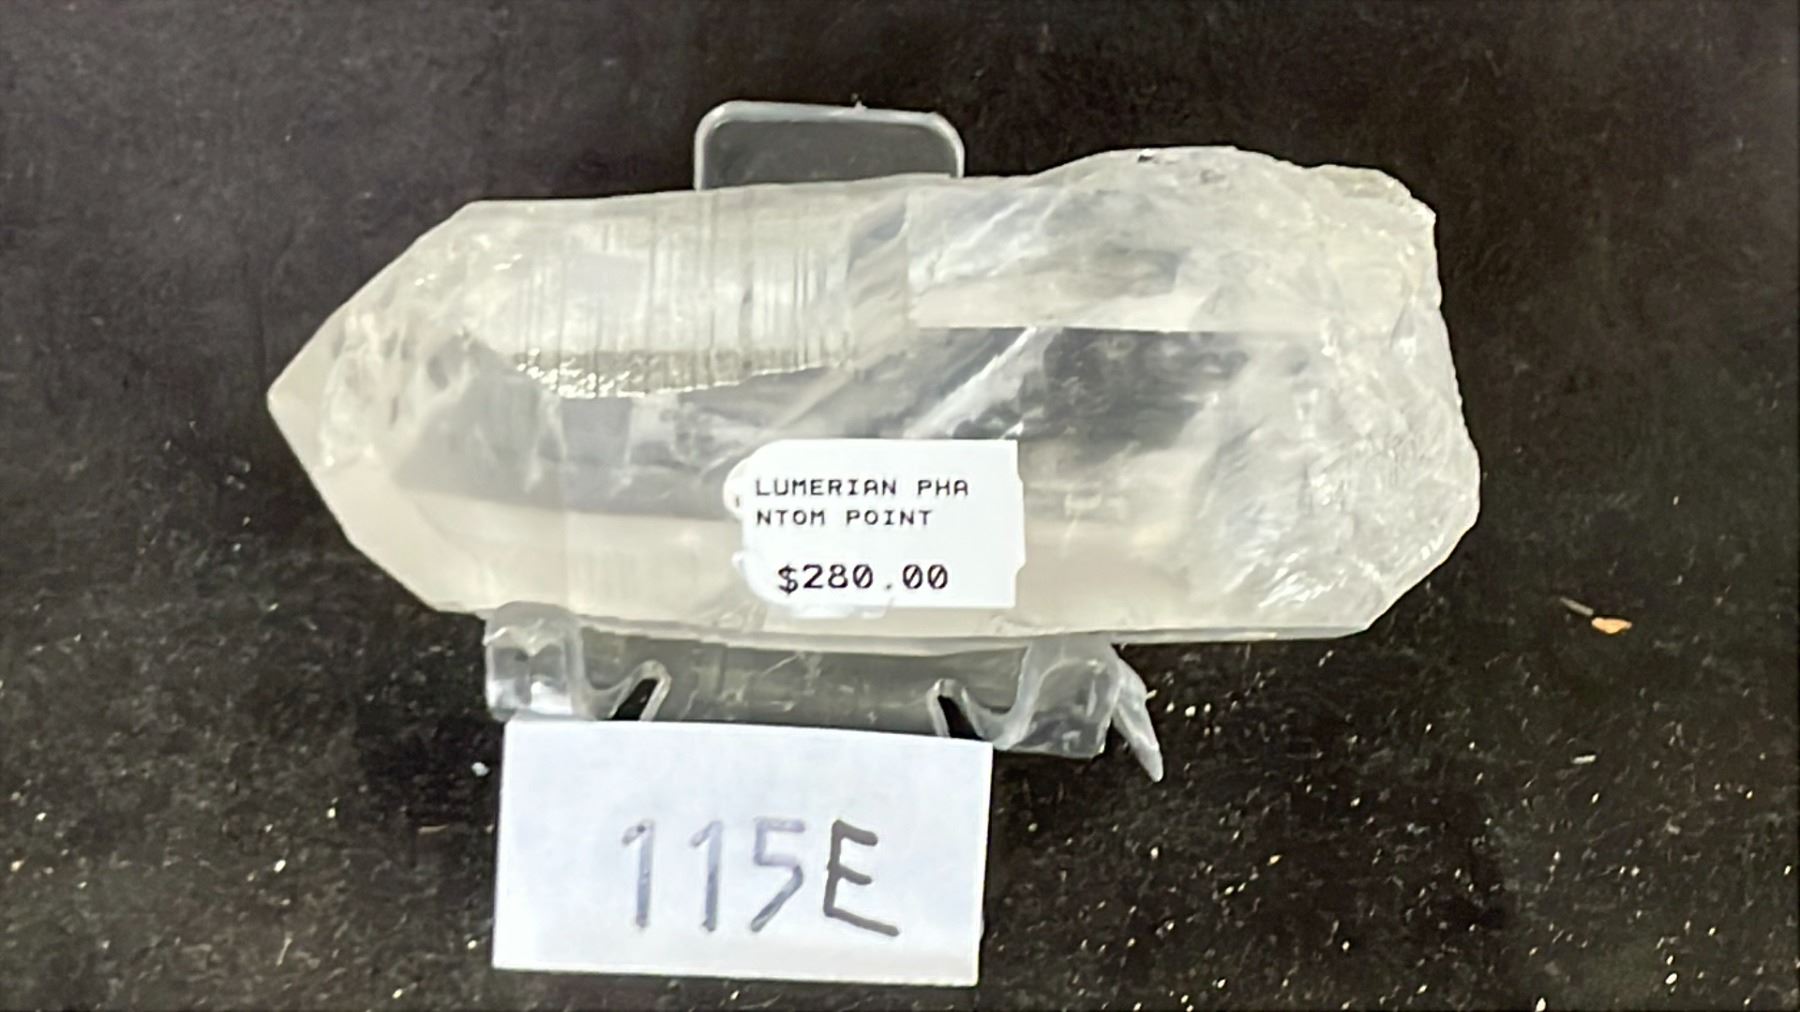 LUMERIAN PHA
NTOM POINT
$280.00
115E